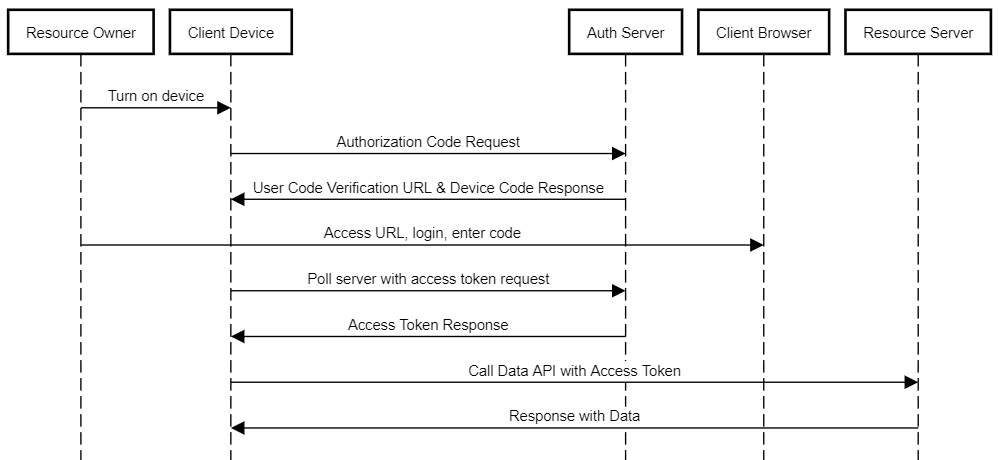 Resource Owner
Client Device
Auth Server
Client Browser
Resource Server
Turn on device
Authorization Code Request
User Code Verification URL & Device Code Response
Access URL, login, enter code
Poll server with access token request
Access Token Response
Call Data API with Access Token
Response with Data